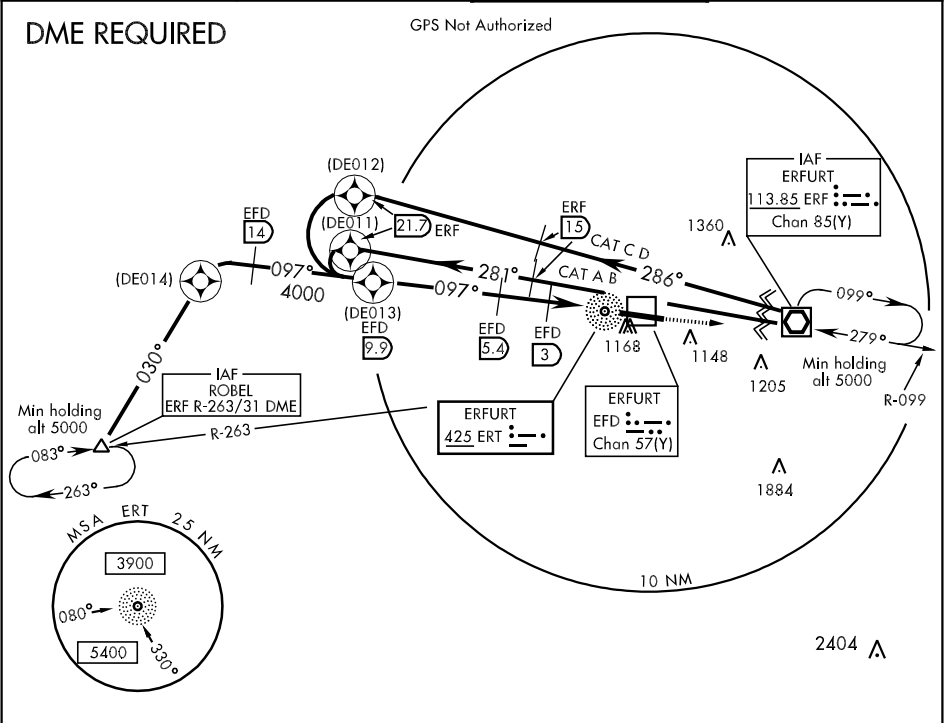 DME REQUIRED
GPS Not Authorized
(DE012)
(DE011)
21.7 ERF
EFD
14
(DE014)
097°
4000
(DE013)
EFD
9.9
097°
281°
ERF
15
CAT C D
CAT A B
286°
EFD
5.4
EFD
3
IAF
ERFURT
113.85 ERF
Chan 85(Y)
1360
099°
279°
Min holding
alt 5000
R-099
1168
1148
1205
1884
030°
IAF
ROBEL
ERF R-263/31 DME
Min holding
alt 5000
083°
263°
R-263
ERFURT
425 ERT
ERFURT
EFD
Chan 57(Y)
10 NM
MSA ERT 25 NM
3900
080°
5400
330°
2404